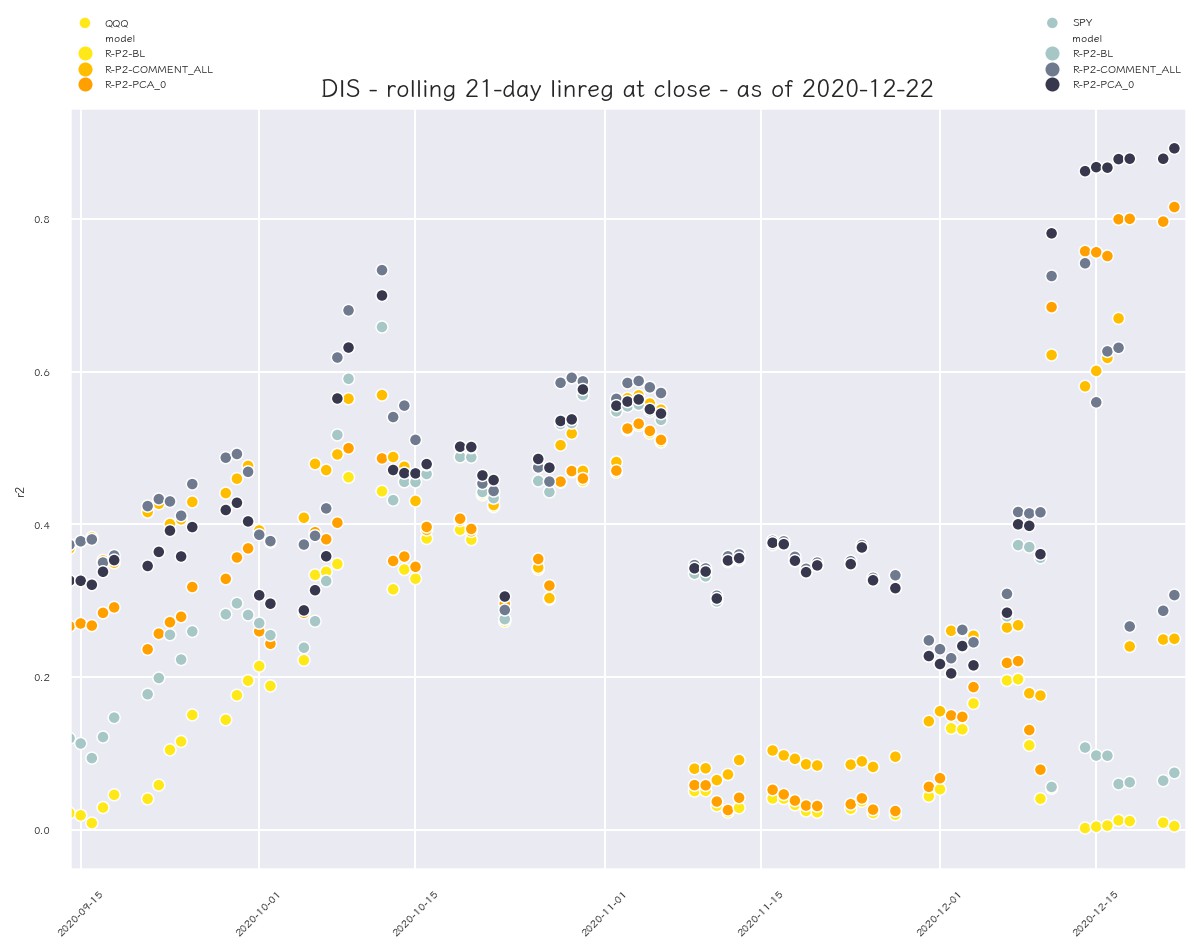 QQQ
model
R-P2-BL
R-P2-COMMENT_ALL
R-P2-PCA_0
SPY
model
R-P2-BL
R-P2-COMMENT_ALL
R-P2-PCA_0
DIS - rolling 21-day linreg at close - as of 2020-12-22
r2
0.8
0.6
0.4
0.2
0.0
2020-09-15
2020-10-01
2020-10-15
2020-11-01
2020-11-15
2020-12-01
2020-12-15